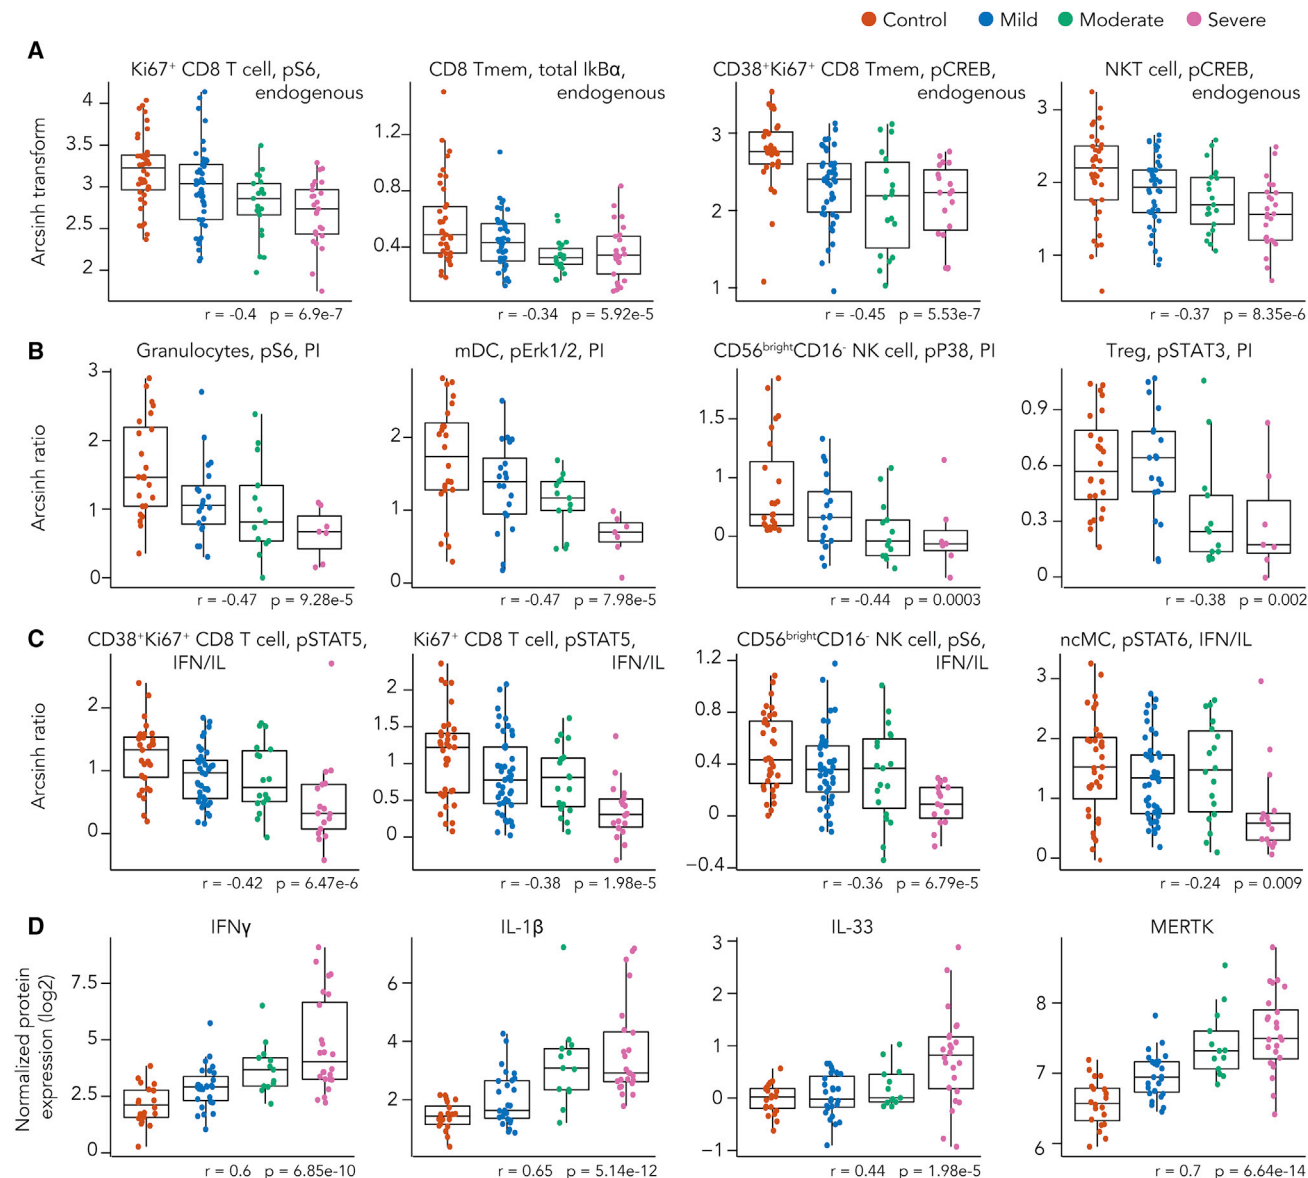 Control Mild Moderate Severe
A
Ki67⁺ CD8 T cell, pS6,
endogenous
CD8 Tmem, total IkBα,
endogenous
CD38⁺Ki67⁺ CD8 Tmem, pCREB,
endogenous
NKT cell, pCREB,
endogenous
Arcsinh transform
4
3.5
3
2.5
2
1.2
0.8
0.4
3
2
1
3
2
1
r = -0.4 p = 6.9e-7
r = -0.34 p = 5.92e-5
r = -0.45 p = 5.53e-7
r = -0.37 p = 8.35e-6
B
Granulocytes, pS6, PI
mDC, pErk1/2, PI
CD56ᵇʳⁱᵍʰᵗCD16⁻ NK cell, pP38, PI
Treg, pSTAT3, PI
Arcsinh ratio
3
2
1
0
2
1
0
1.5
1
0
0.9
0.6
0.3
0
r = -0.47 p = 9.28e-5
r = -0.47 p = 7.98e-5
r = -0.44 p = 0.0003
r = -0.38 p = 0.002
C
CD38⁺Ki67⁺ CD8 T cell, pSTAT5,
IFN/IL
Ki67⁺ CD8 T cell, pSTAT5,
IFN/IL
CD56ᵇʳⁱᵍʰᵗCD16⁻ NK cell, pS6,
IFN/IL
ncMC, pSTAT6, IFN/IL
Arcsinh ratio
2
1
0
2
1.5
1
0.5
0
1.2
0.8
0.4
0
−0.4
3
2
1
0
r = -0.42 p = 6.47e-6
r = -0.38 p = 1.98e-5
r = -0.36 p = 6.79e-5
r = -0.24 p = 0.009
D
IFNγ
IL-1β
IL-33
MERTK
Normalized protein
expression (log2)
7.5
5
2.5
0
6
4
2
3
2
1
0
−1
8
7
6
r = 0.6 p = 6.85e-10
r = 0.65 p = 5.14e-12
r = 0.44 p = 1.98e-5
r = 0.7 p = 6.64e-14